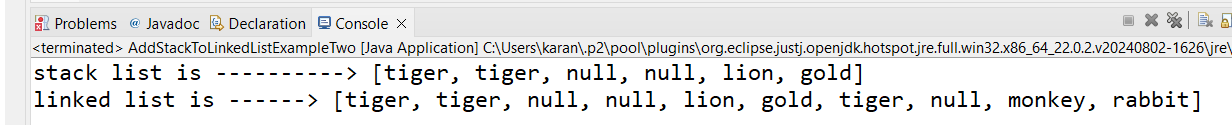 Problems Javadoc Declaration Console
<terminated> AddStackToLinkedListExampleTwo [Java Application] C:\Users\karan\.p2\pool\plugins\org.eclipse.justj.openjdk.hotspot.jre.full.win32.x86_64_22.0.2.v20240802-1626\jre\
stack list is ----------> [tiger, tiger, null, null, lion, gold]
linked list is ------> [tiger, tiger, null, null, lion, gold, tiger, null, monkey, rabbit]